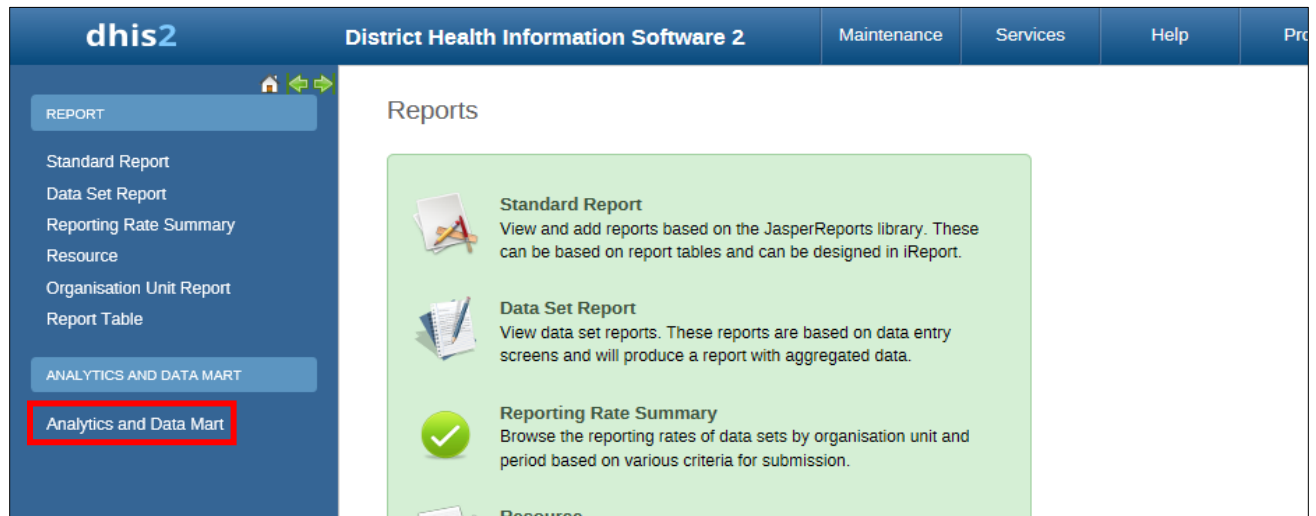 dhis2
District Health Information Software 2
Maintenance
Services
Help
Pro
REPORT
Standard Report
Data Set Report
Reporting Rate Summary
Resource
Organisation Unit Report
Report Table
ANALYTICS AND DATA MART
Analytics and Data Mart
Reports
Standard Report
View and add reports based on the JasperReports library. These
can be based on report tables and can be designed in iReport.
Data Set Report
View data set reports. These reports are based on data entry
screens and will produce a report with aggregated data.
Reporting Rate Summary
Browse the reporting rates of data sets by organisation unit and
period based on various criteria for submission.
Resource